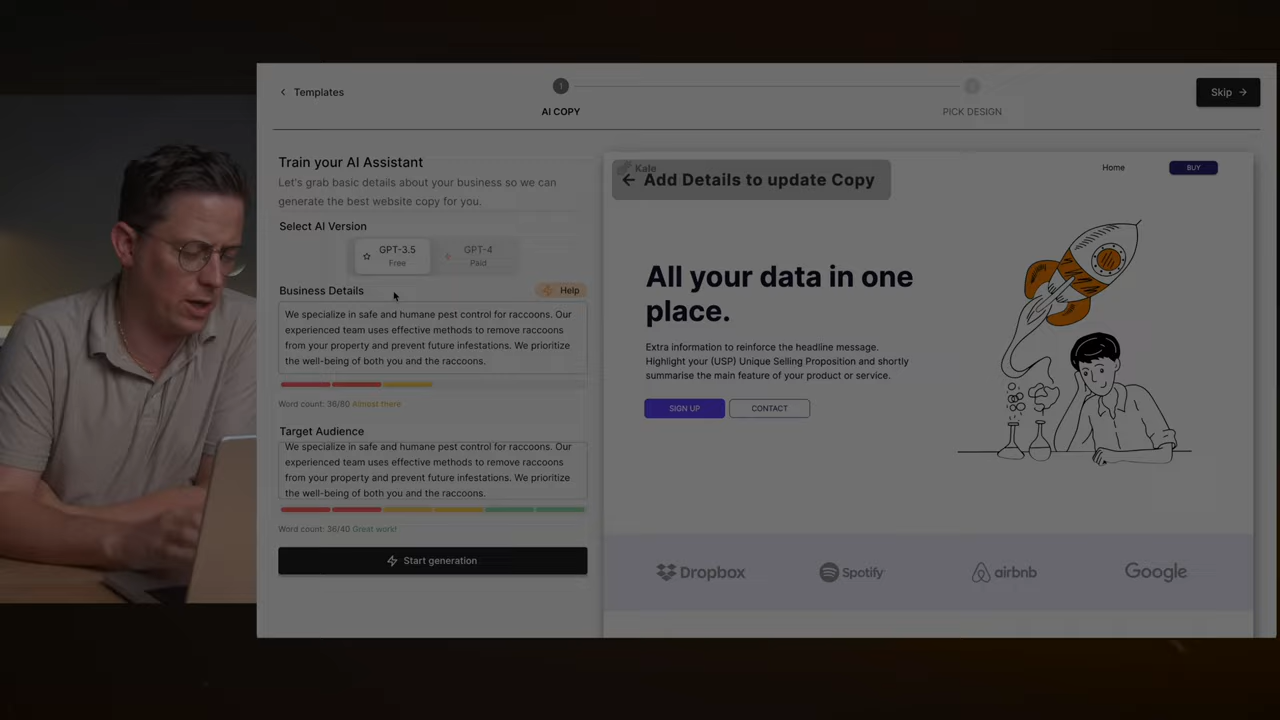 Templates
1
AI COPY
PICK DESIGN
Skip
Train your AI Assistant
Let's grab basic details about your business so we can
generate the best website copy for you.
Select AI Version
GPT-3.5
Free
GPT-4
Paid
Business Details
Help
We specialize in safe and humane pest control for raccoons. Our
experienced team uses effective methods to remove raccoons
from your property and prevent future infestations. We prioritize
the well-being of both you and the raccoons.
Word count: 36/80 Almost there
Target Audience
We specialize in safe and humane pest control for raccoons. Our
experienced team uses effective methods to remove raccoons
from your property and prevent future infestations. We prioritize
the well-being of both you and the raccoons.
Word count: 36/40 Great work!
Start generation
Kale
Add Details to update Copy
Home
BUY
All your data in one
place.
Extra information to reinforce the headline message.
Highlight your (USP) Unique Selling Proposition and shortly
summarise the main feature of your product or service.
SIGN UP
CONTACT
Dropbox
Spotify
airbnb
Google